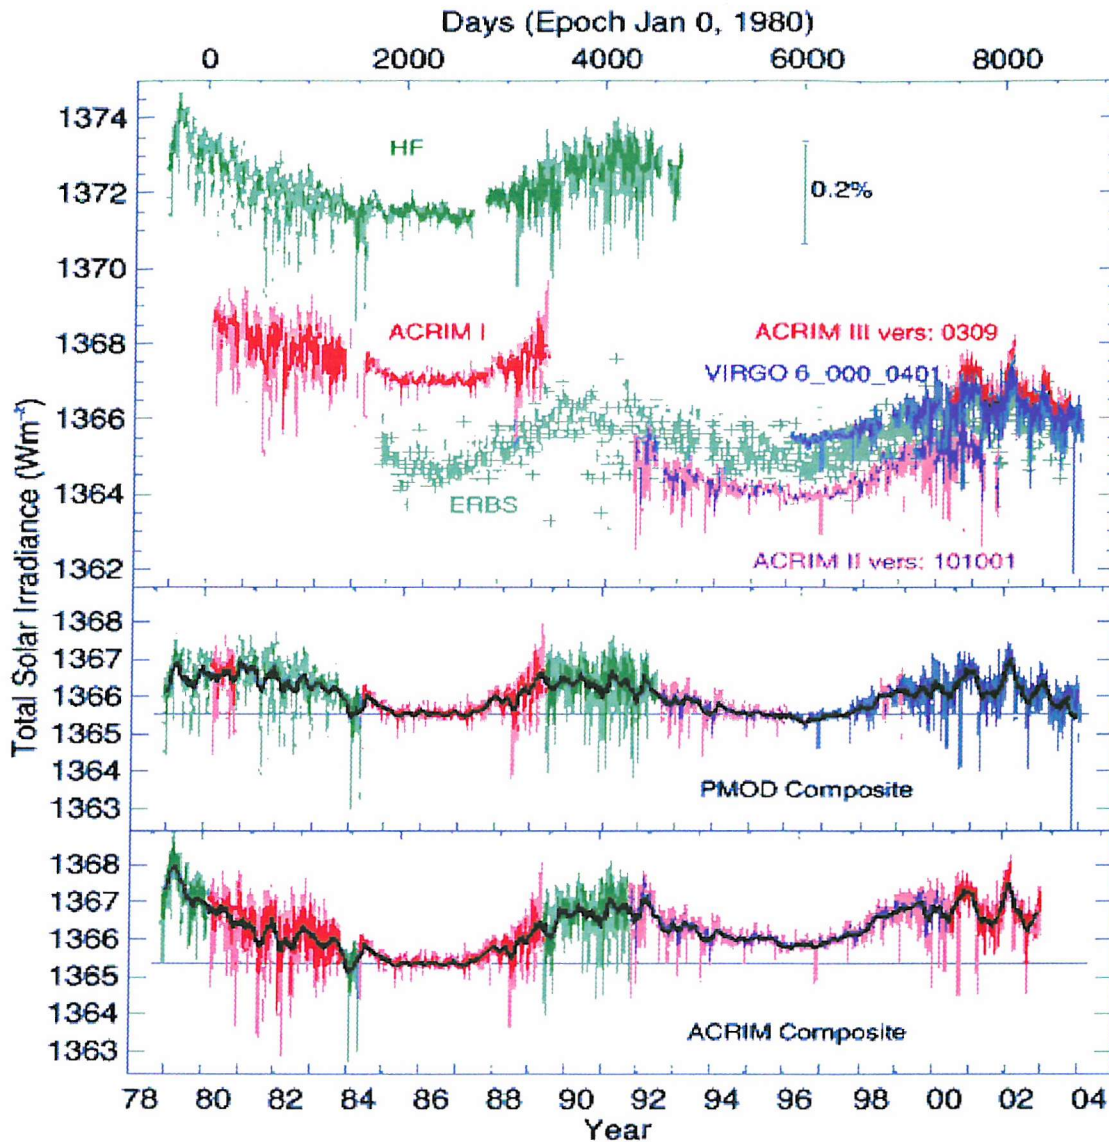 Days (Epoch Jan 0, 1980)
0 2000 4000 6000 8000
1374
HF
0.2%
1372
1370
ACRIM I
ACRIM III vers: 0309
1368
VIRGO 6_000_0401
1366
ERBS
1364
ACRIM II vers: 101001
1362
Total Solar Irradiance (Wm⁻²)
1368
1367
1366
1365
1364
PMOD Composite
1363
1368
1367
1366
1365
1364
ACRIM Composite
1363
78 80 82 84 86 88 90 92 94 96 98 00 02 04
Year